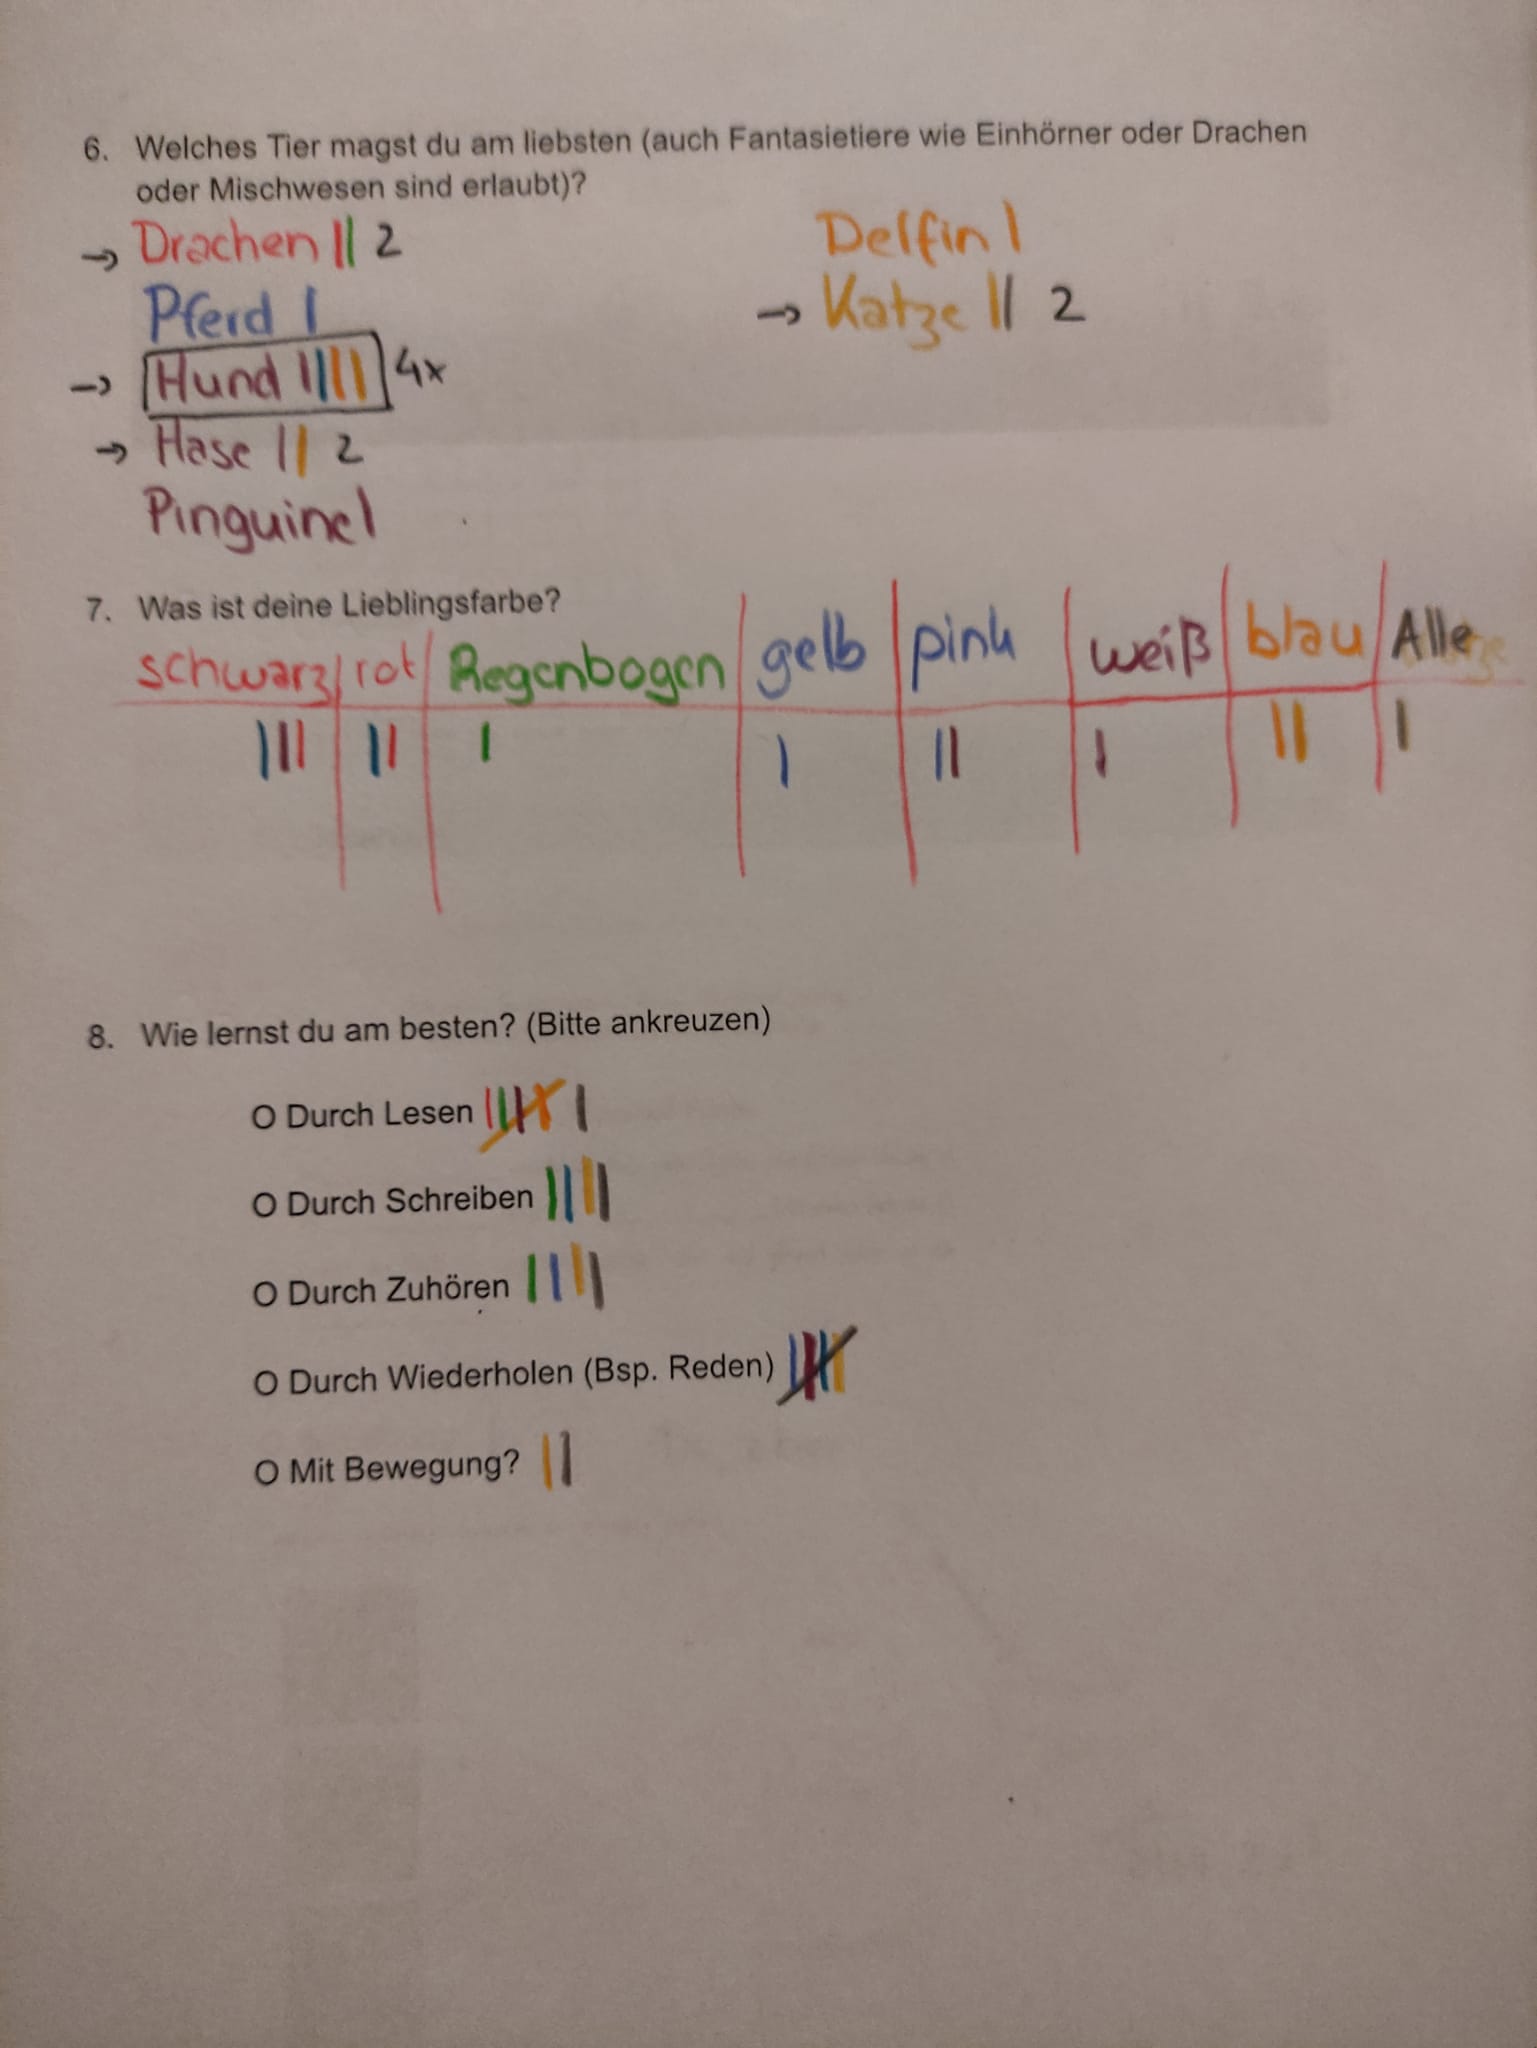 6. Welches Tier magst du am liebsten (auch Fantasietiere wie Einhörner oder Drachen
oder Mischwesen sind erlaubt)?
→ Drachen || 2
Pferd |
→ Hund |||| 4x
→ Hase || 2
Pinguine |
Delfin |
→ Katze || 2
7. Was ist deine Lieblingsfarbe?
schwarz | rot | Regenbogen | gelb | pink | weiß | blau | Alle
||| || | | || | || |
8. Wie lernst du am besten? (Bitte ankreuzen)
O Durch Lesen |||| |
O Durch Schreiben ||||
O Durch Zuhören ||||
O Durch Wiederholen (Bsp. Reden) ||||
O Mit Bewegung? ||